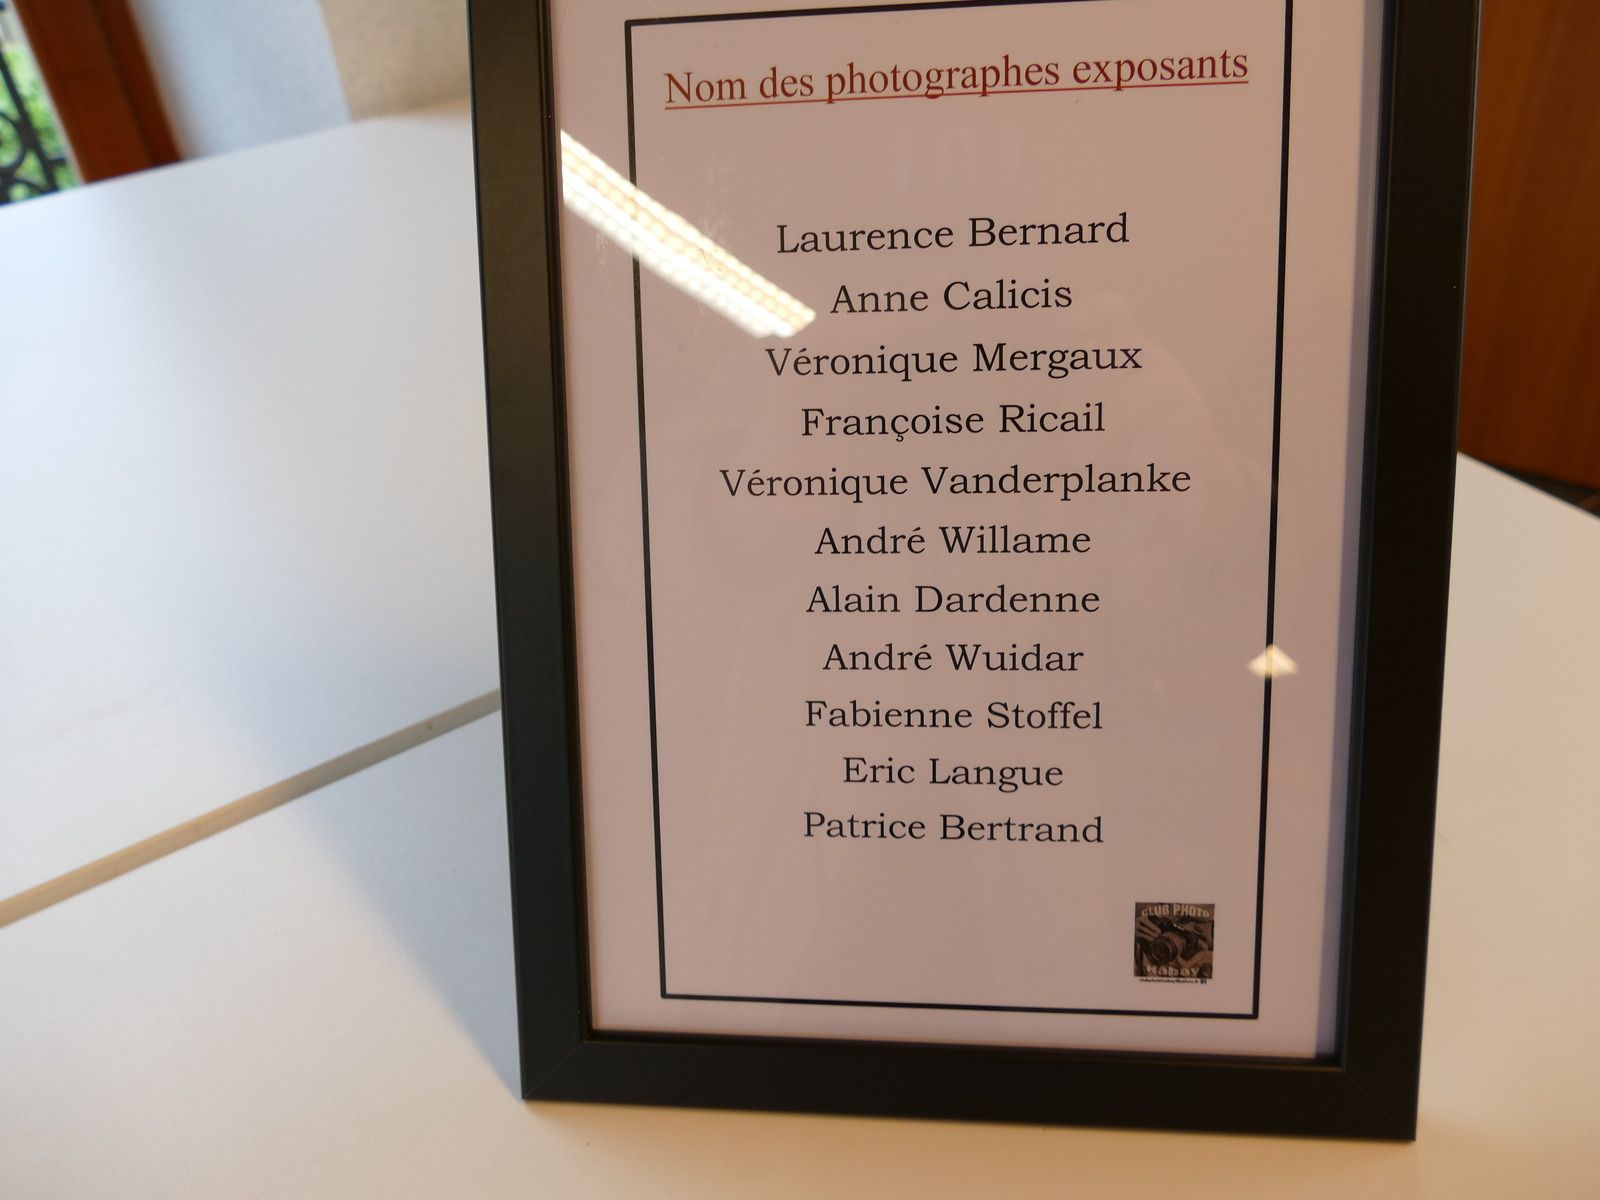 Nom des photographes exposants
Laurence Bernard
Anne Calicis
Véronique Mergaux
Françoise Ricail
Véronique Vanderplanke
André Willame
Alain Dardenne
André Wuidar
Fabienne Stoffel
Eric Langue
Patrice Bertrand
CLUB PHOTO
Habay